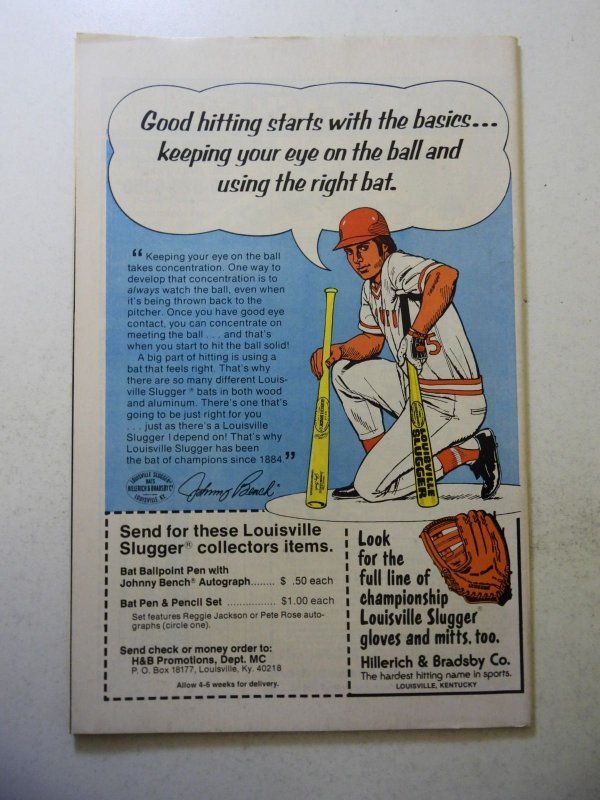 Good hitting starts with the basics...
keeping your eye on the ball and
using the right bat.
“Keeping your eye on the ball
takes concentration. One way to
develop that concentration is to
always watch the ball, even when
it's being thrown back to the
pitcher. Once you have good eye
contact, you can concentrate on
meeting the ball . . . and that's
when you start to hit the ball solid!
A big part of hitting is using a
bat that feels right. That's why
there are so many different Louis-
ville Slugger® bats in both wood
and aluminum. There's one that's
going to be just right for you
. . . just as there's a Louisville
Slugger I depend on! That's why
Louisville Slugger has been
the bat of champions since 1884.”
LOUISVILLE SLUGGER
BATS
HILLERICH & BRADSBY Co
LOUISVILLE, KY.
Johnny Bench
5
LOUISVILLE
SLUGGER
Send for these Louisville
Slugger® collectors items.
Bat Ballpoint Pen with
Johnny Bench® Autograph........ $ .50 each
Bat Pen & Pencil Set ................ $1.00 each
Set features Reggie Jackson or Pete Rose auto-
graphs (circle one).
Send check or money order to:
H&B Promotions, Dept. MC
P. O. Box 18177, Louisville, Ky. 40218
Allow 4-6 weeks for delivery.
Look
for the
full line of
championship
Louisville Slugger®
gloves and mitts, too.
Hillerich & Bradsby Co.
The hardest hitting name in sports.
LOUISVILLE, KENTUCKY